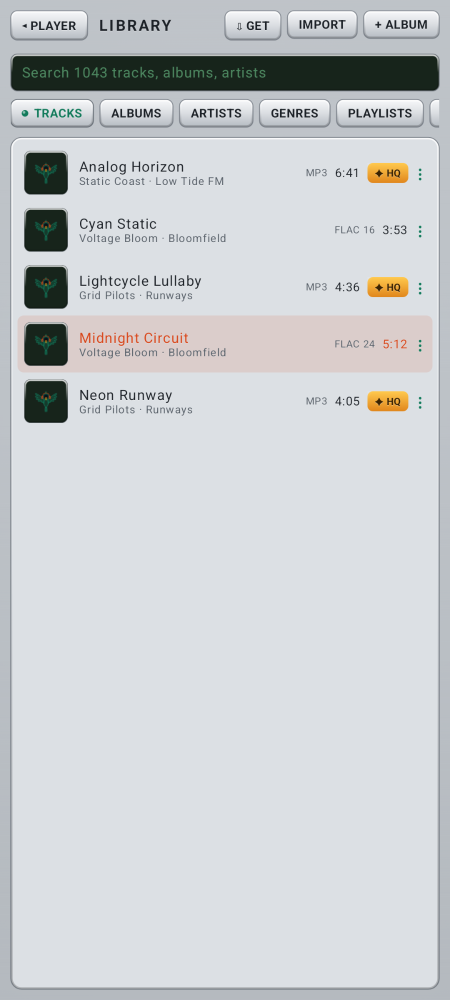 ◂ PLAYER LIBRARY ⇩ GET IMPORT + ALBUM
Search 1043 tracks, albums, artists
TRACKS ALBUMS ARTISTS GENRES PLAYLISTS
Analog Horizon MP3 6:41 ✦ HQ
Static Coast · Low Tide FM
Cyan Static FLAC 16 3:53
Voltage Bloom · Bloomfield
Lightcycle Lullaby MP3 4:36 ✦ HQ
Grid Pilots · Runways
Midnight Circuit FLAC 24 5:12
Voltage Bloom · Bloomfield
Neon Runway MP3 4:05 ✦ HQ
Grid Pilots · Runways